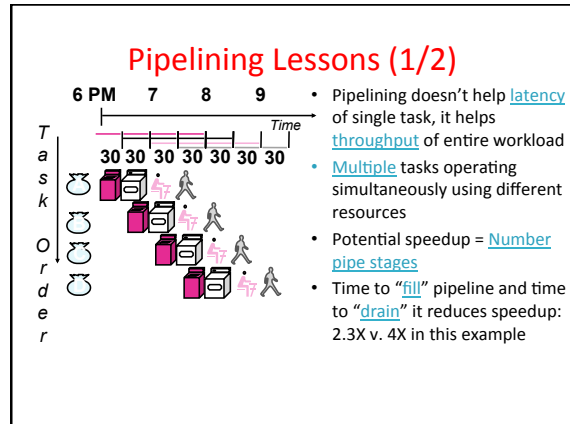 Pipelining Lessons (1/2)
6 PM 7 8 9
Time
30 30 30 30 30 30 30
Task Order
• Pipelining doesn't help latency
of single task, it helps
throughput of entire workload
• Multiple tasks operating
simultaneously using different
resources
• Potential speedup = Number
pipe stages
• Time to "fill" pipeline and time
to "drain" it reduces speedup:
2.3X v. 4X in this example